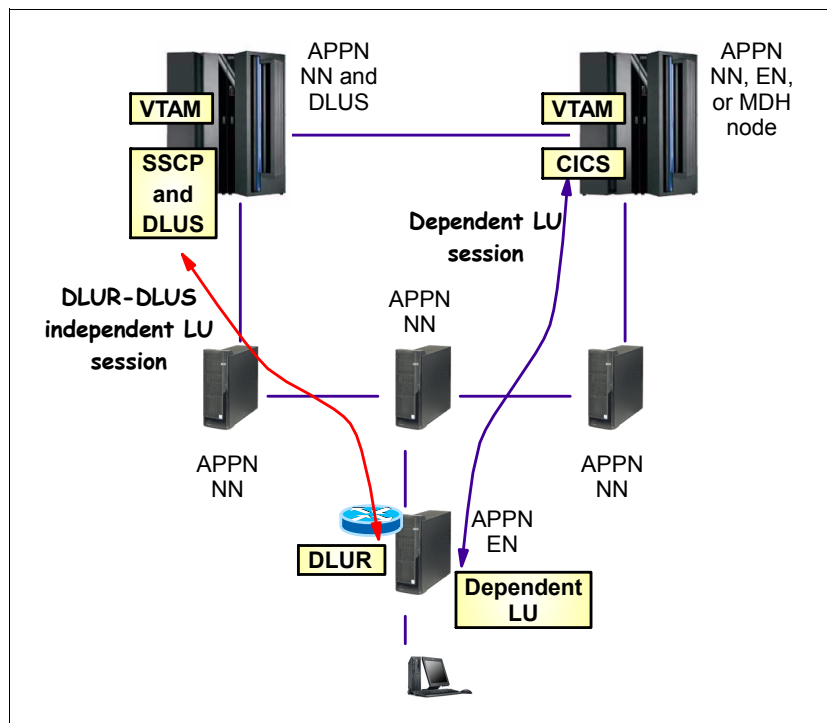 APPN
NN and
DLUS
VTAM
SSCP
and
DLUS
APPN
NN, EN,
or MDH
node
VTAM
CICS
Dependent LU
session
DLUR-DLUS
independent LU
session
APPN
NN
APPN
NN
APPN
NN
APPN
EN
DLUR
Dependent
LU